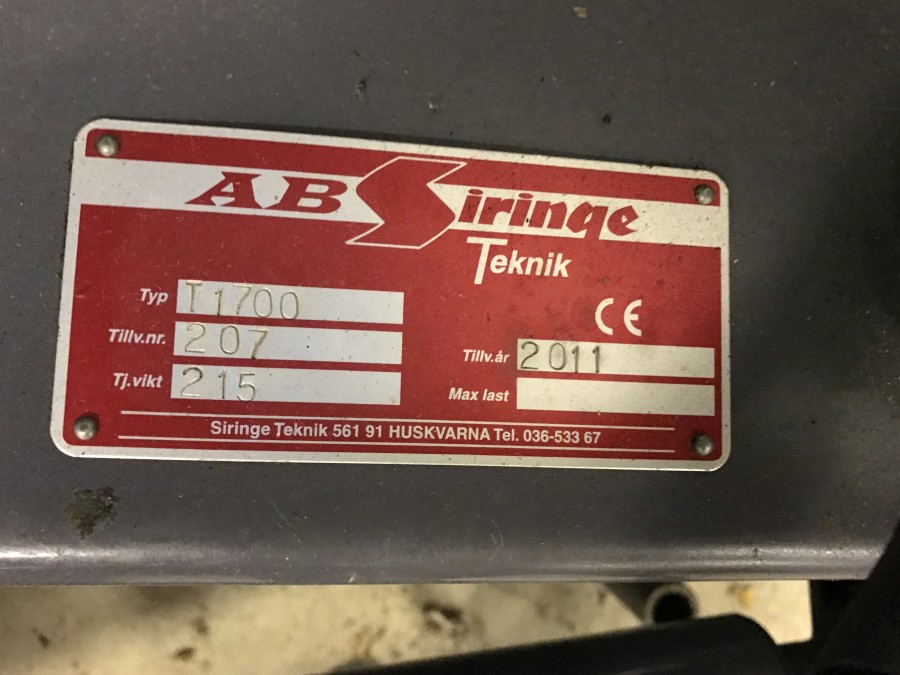 AB Siringe
Teknik
Typ T1700
Tillv.nr. 207
Tillv.år 2011
Tj.vikt 215
Max last
CE
Siringe Teknik 561 91 HUSKVARNA Tel. 036-533 67